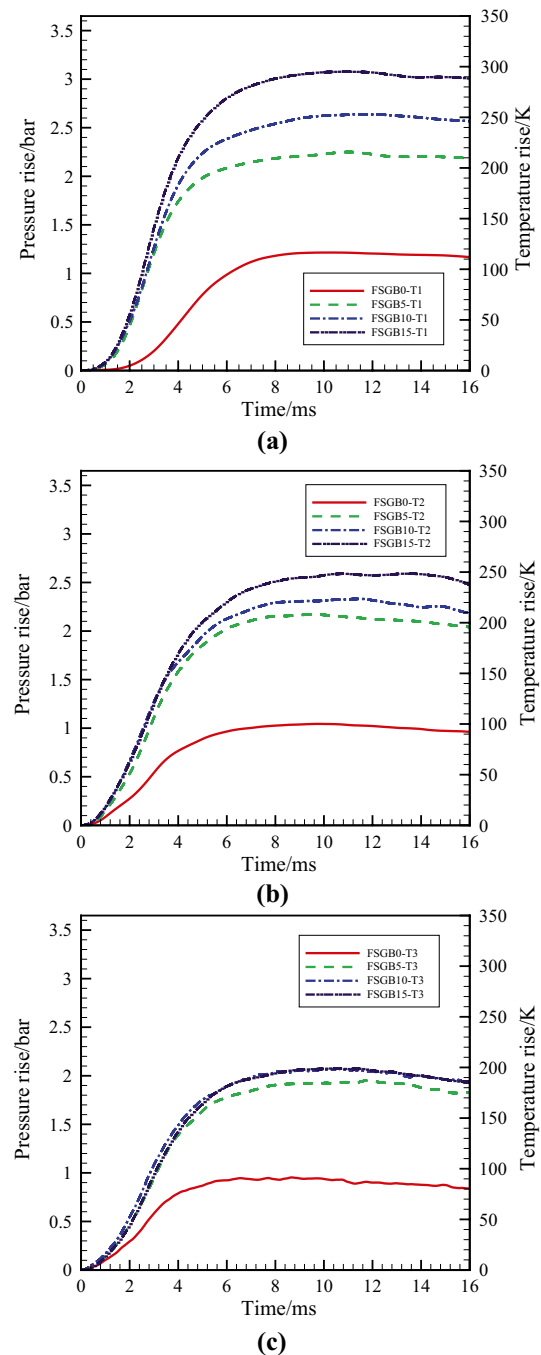 3.5
3
2.5
2
1.5
1
0.5
0
Pressure rise/bar
350
300
250
200
150
100
50
0
Temperature rise/K
FSGB0-T1
FSGB5-T1
FSGB10-T1
FSGB15-T1
0 2 4 6 8 10 12 14 16
Time/ms
(a)
3.5
3
2.5
2
1.5
1
0.5
0
Pressure rise/bar
350
300
250
200
150
100
50
0
Temperature rise/K
FSGB0-T2
FSGB5-T2
FSGB10-T2
FSGB15-T2
0 2 4 6 8 10 12 14 16
Time/ms
(b)
3.5
3
2.5
2
1.5
1
0.5
0
Pressure rise/bar
350
300
250
200
150
100
50
0
Temperature rise/K
FSGB0-T3
FSGB5-T3
FSGB10-T3
FSGB15-T3
0 2 4 6 8 10 12 14 16
Time/ms
(c)